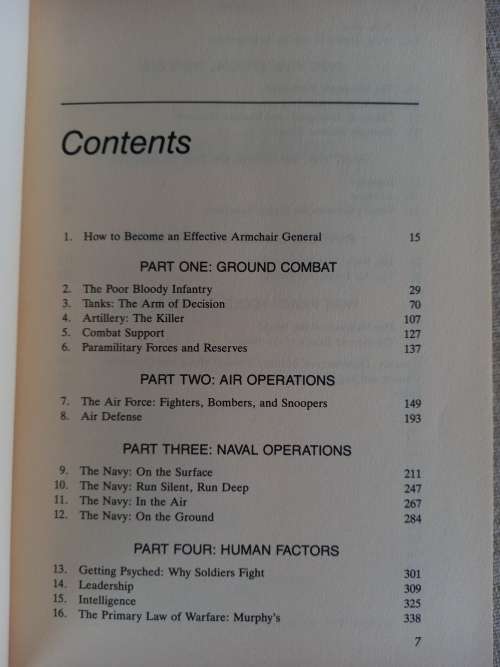 Contents
1. How to Become an Effective Armchair General 15
PART ONE: GROUND COMBAT
2. The Poor Bloody Infantry 29
3. Tanks: The Arm of Decision 70
4. Artillery: The Killer 107
5. Combat Support 127
6. Paramilitary Forces and Reserves 137
PART TWO: AIR OPERATIONS
7. The Air Force: Fighters, Bombers, and Snoopers 149
8. Air Defense 193
PART THREE: NAVAL OPERATIONS
9. The Navy: On the Surface 211
10. The Navy: Run Silent, Run Deep 247
11. The Navy: In the Air 267
12. The Navy: On the Ground 284
PART FOUR: HUMAN FACTORS
13. Getting Psyched: Why Soldiers Fight 301
14. Leadership 309
15. Intelligence 325
16. The Primary Law of Warfare: Murphy's 338
7